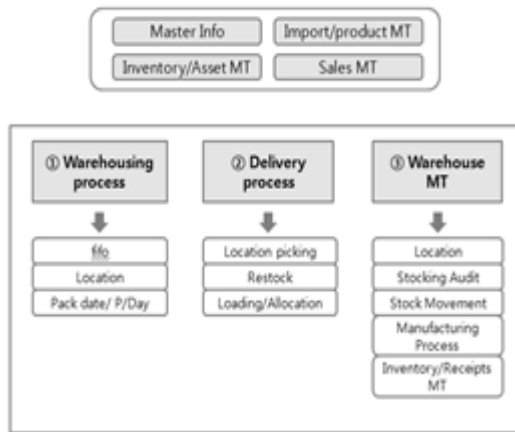 Master Info
Import/product MT
Inventory/Asset MT
Sales MT
① Warehousing
process
② Delivery
process
③ Warehouse
MT
fifo
Location
Pack date/ P/Day
Location picking
Restock
Loading/Allocation
Location
Stocking Audit
Stock Movement
Manufacturing
Process
Inventory/Receipts
MT